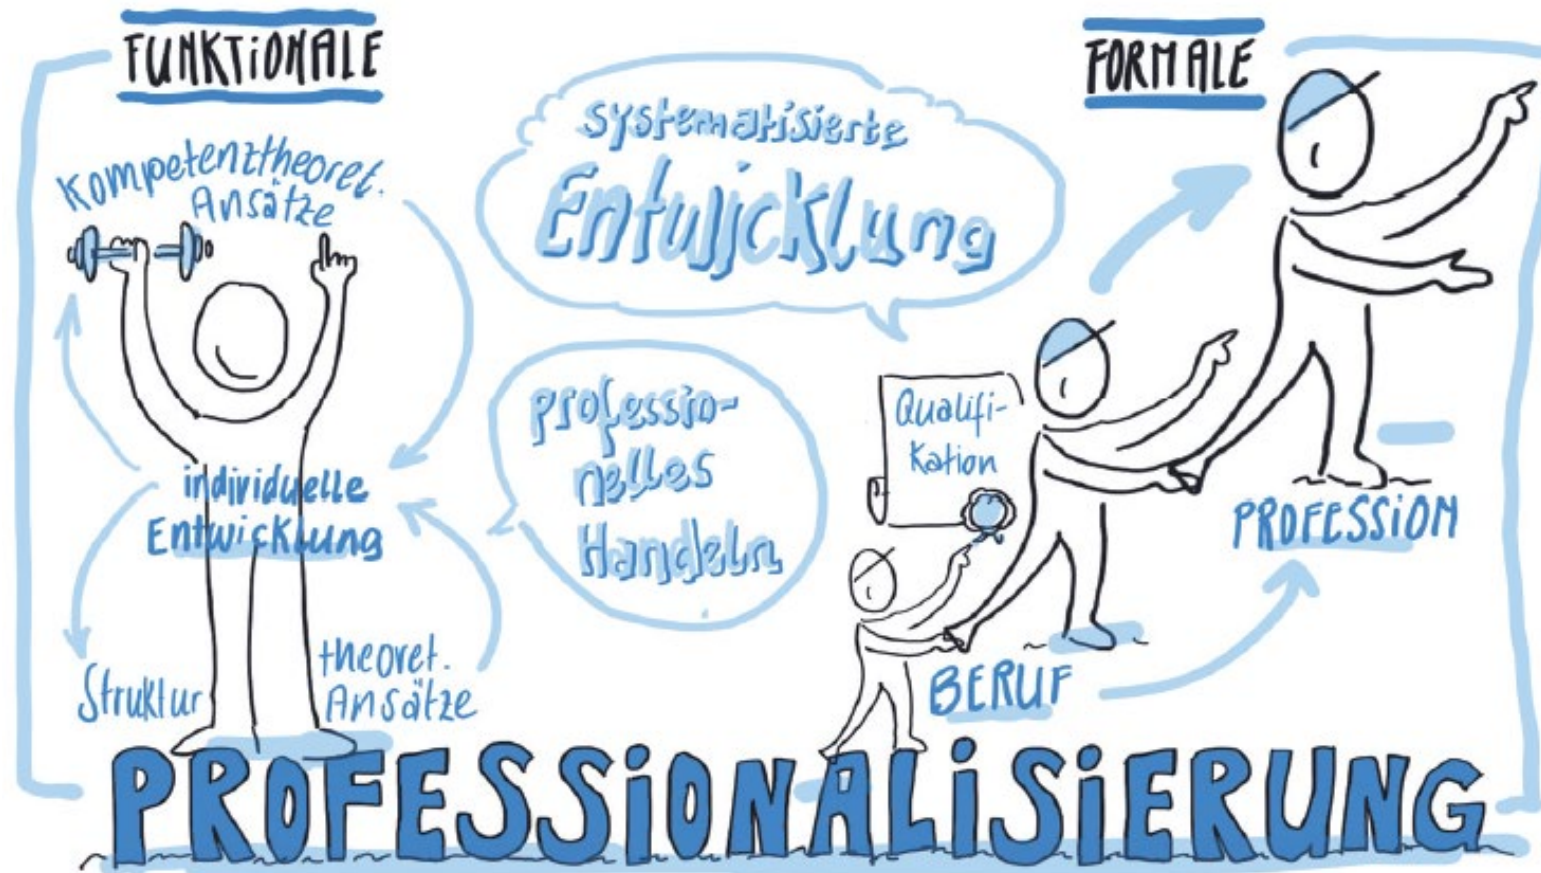 FUNKTiONALE
Kompetenztheoret.
Ansätze
individuelle
Entwicklung
Struktur
theoret.
Ansätze
systematisierte
Entwicklung
professio-
nelles
Handeln
FORMALE
Qualifi-
kation
BERUF
PROFESSiON
PROFESSiONALiSiERUNG